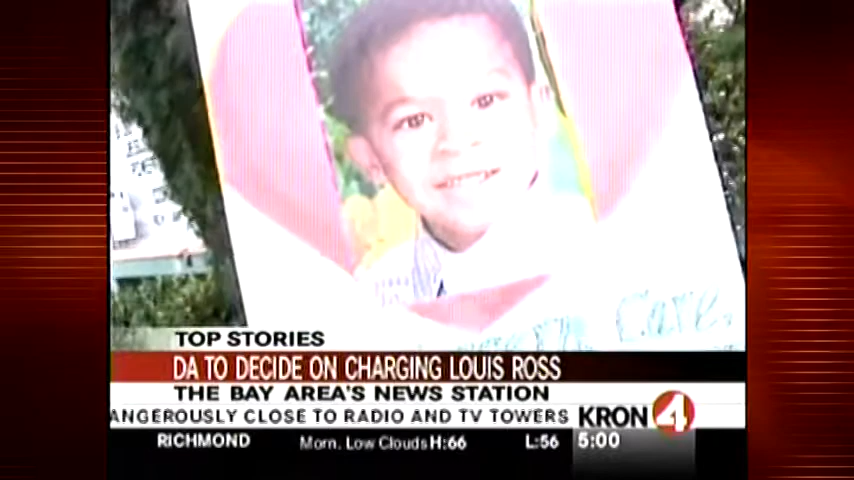 Care,
TOP STORIES
DA TO DECIDE ON CHARGING LOUIS ROSS
THE BAY AREA'S NEWS STATION
ANGEROUSLY CLOSE TO RADIO AND TV TOWERS
KRON 4
RICHMOND Morn. Low Clouds H:66 L:56 5:00